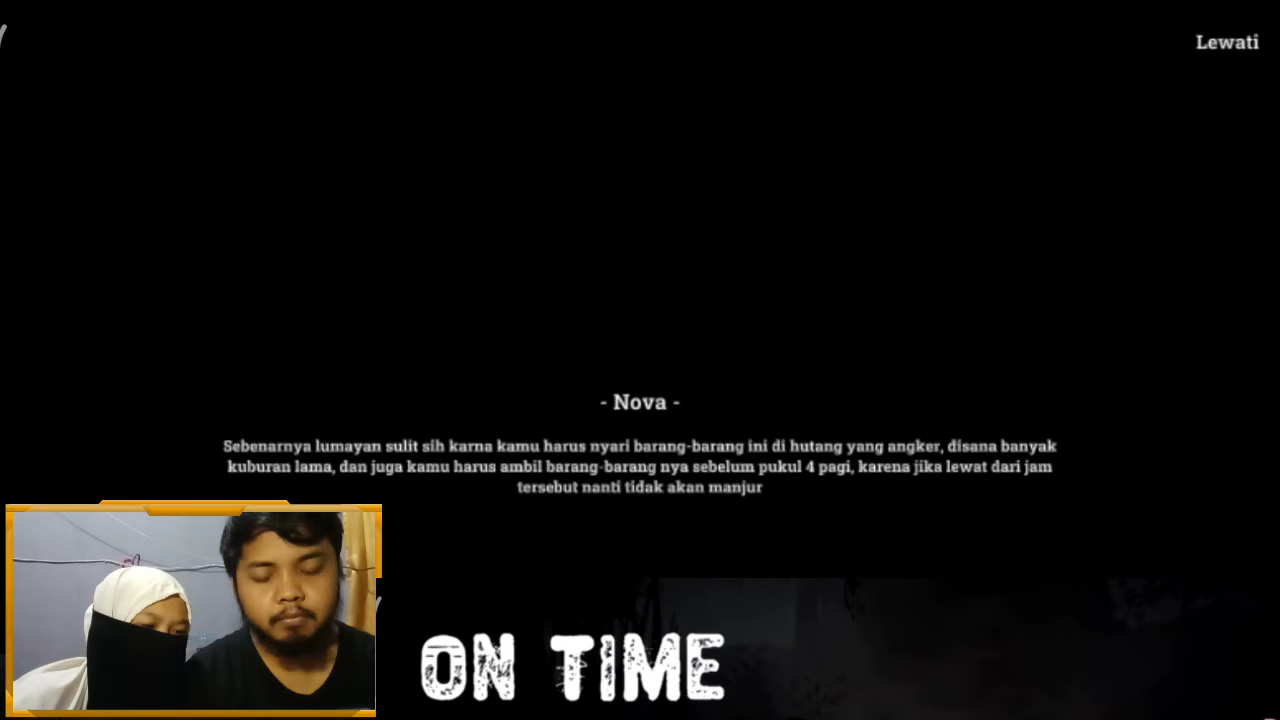 Lewati
- Nova -
Sebenarnya lumayan sulit sih karna kamu harus nyari barang-barang ini di hutang yang angker, disana banyak
kuburan lama, dan juga kamu harus ambil barang-barang nya sebelum pukul 4 pagi, karena jika lewat dari jam
tersebut nanti tidak akan manjur
ON TIME